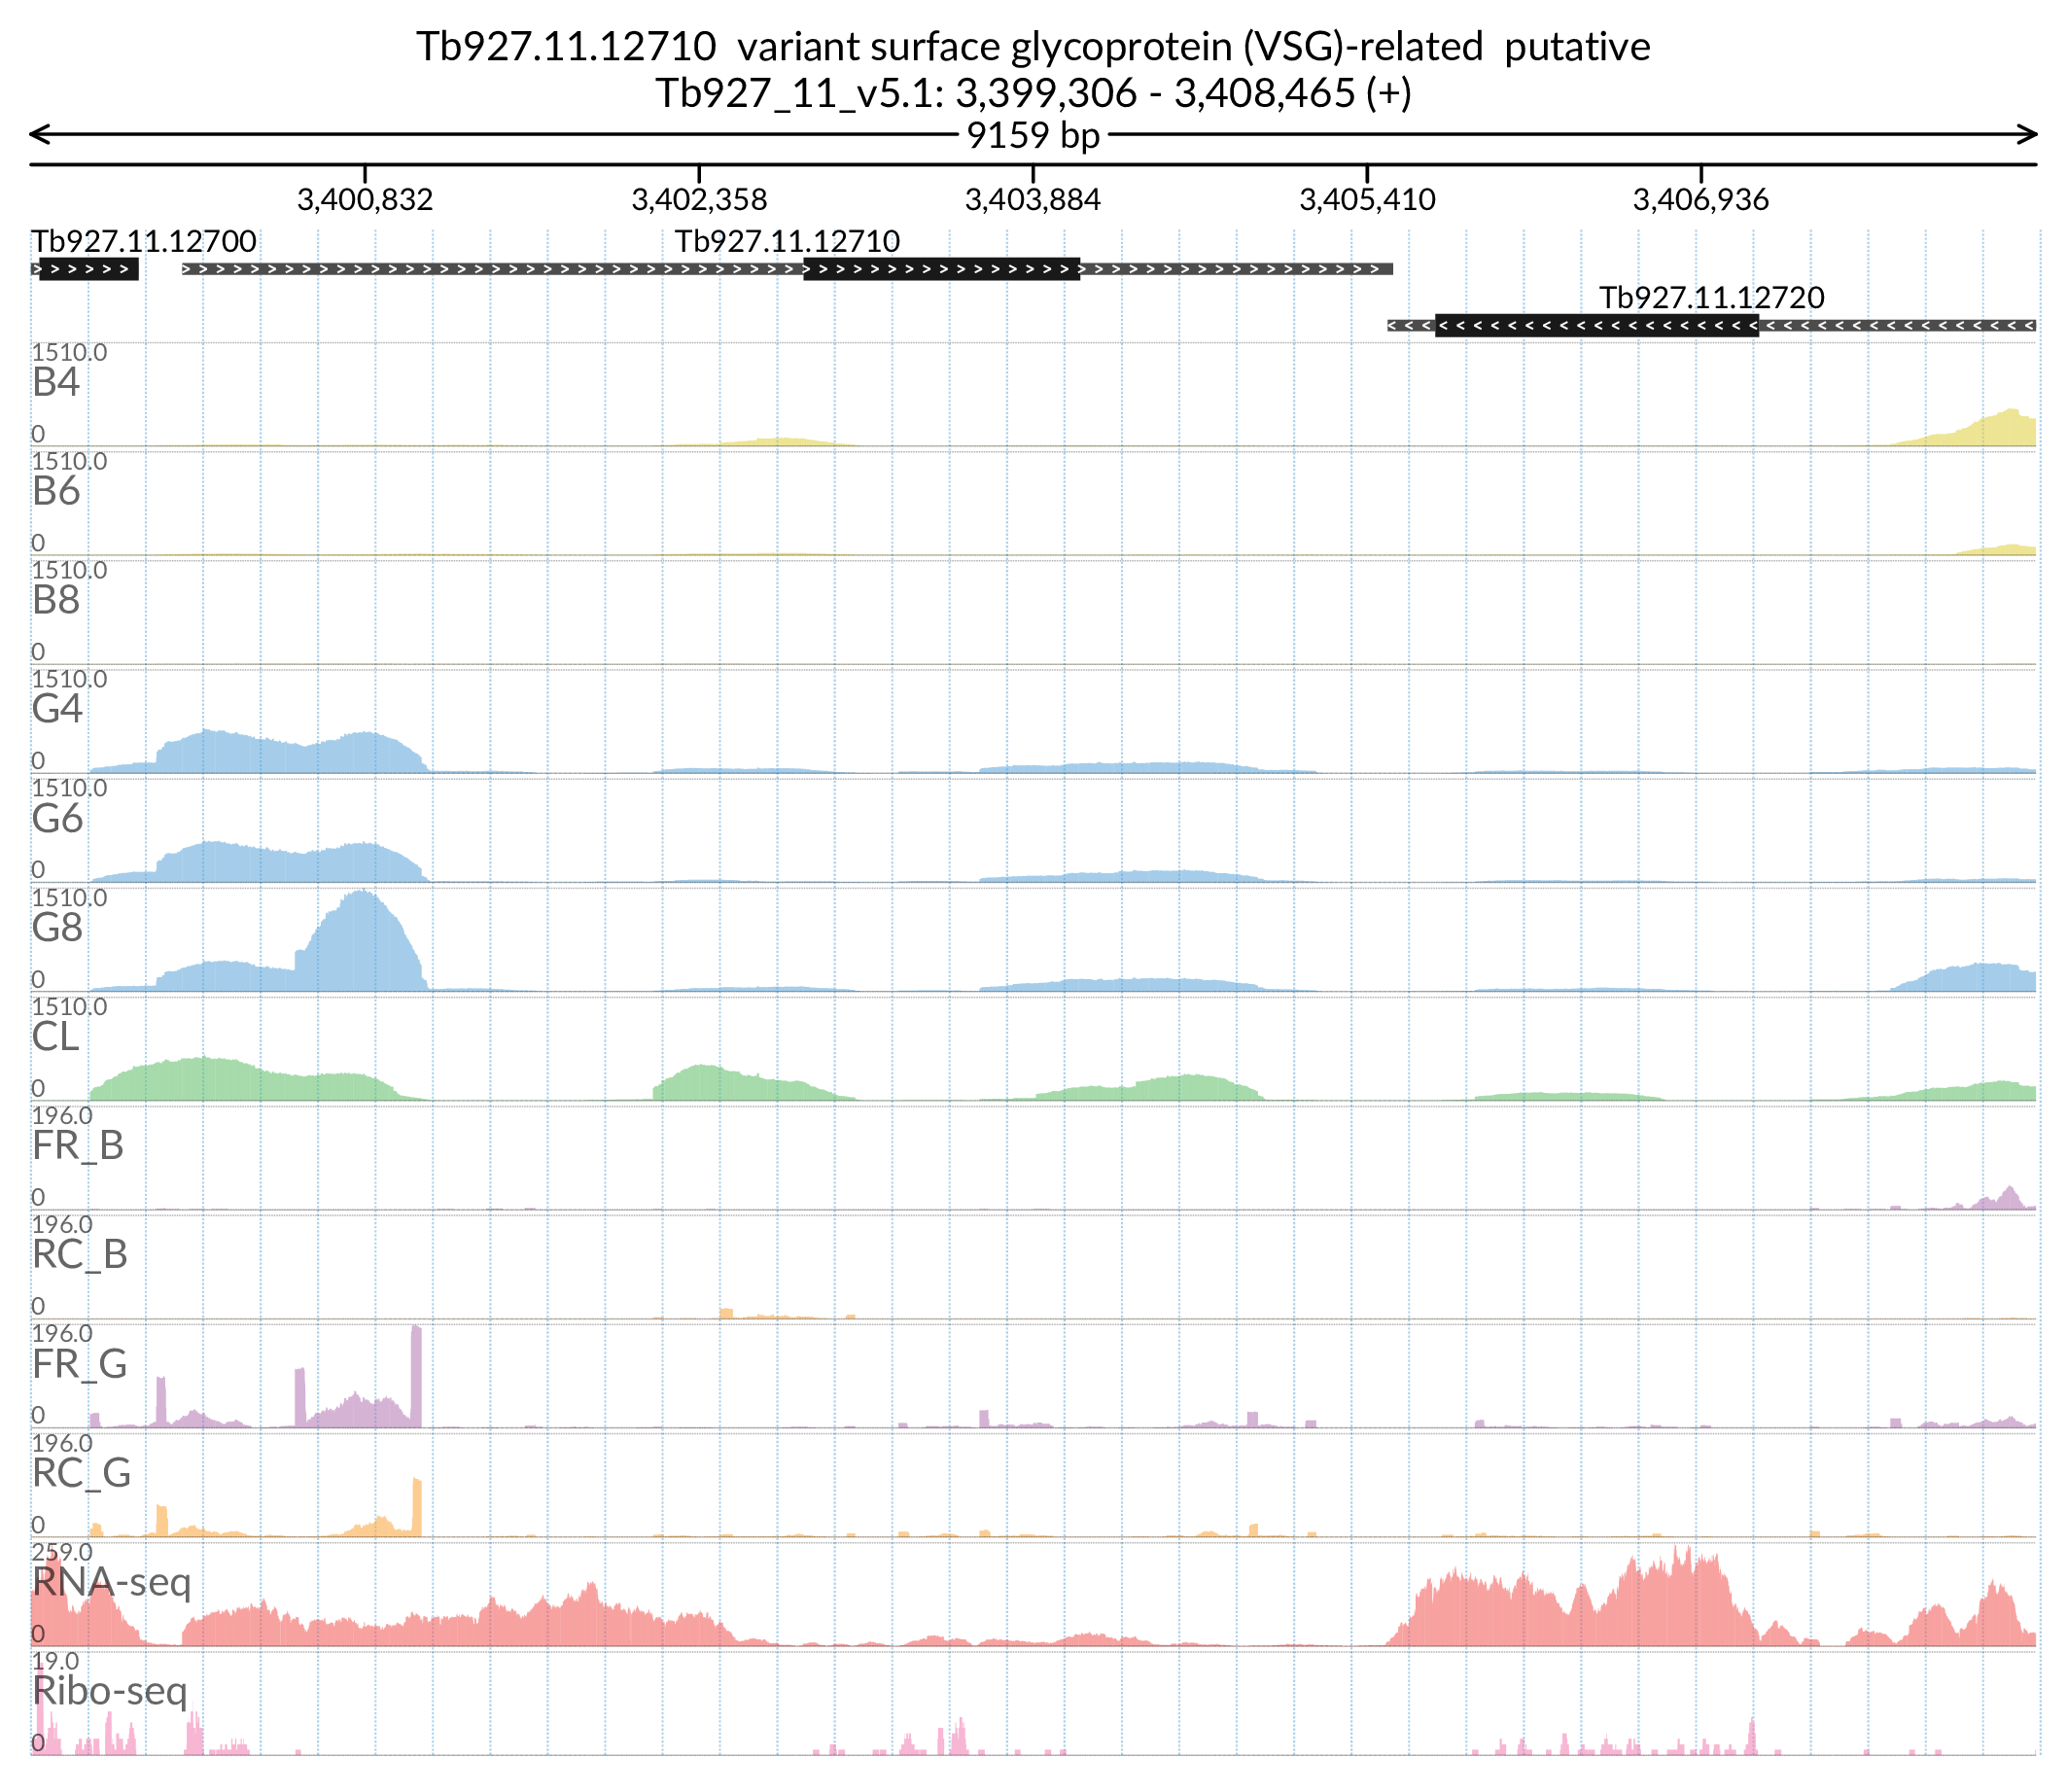 Tb927.11.12710 variant surface glycoprotein (VSG)-related putative
Tb927_11_v5.1: 3,399,306 - 3,408,465 (+)
9159 bp
3,400,832 3,402,358 3,403,884 3,405,410 3,406,936
Tb927.11.12700 Tb927.11.12710
Tb927.11.12720
1510.0
B4
0
1510.0
B6
0
1510.0
B8
0
1510.0
G4
0
1510.0
G6
0
1510.0
G8
0
1510.0
CL
0
196.0
FR_B
0
196.0
RC_B
0
196.0
FR_G
0
196.0
RC_G
0
259.0
RNA-seq
0
19.0
Ribo-seq
0